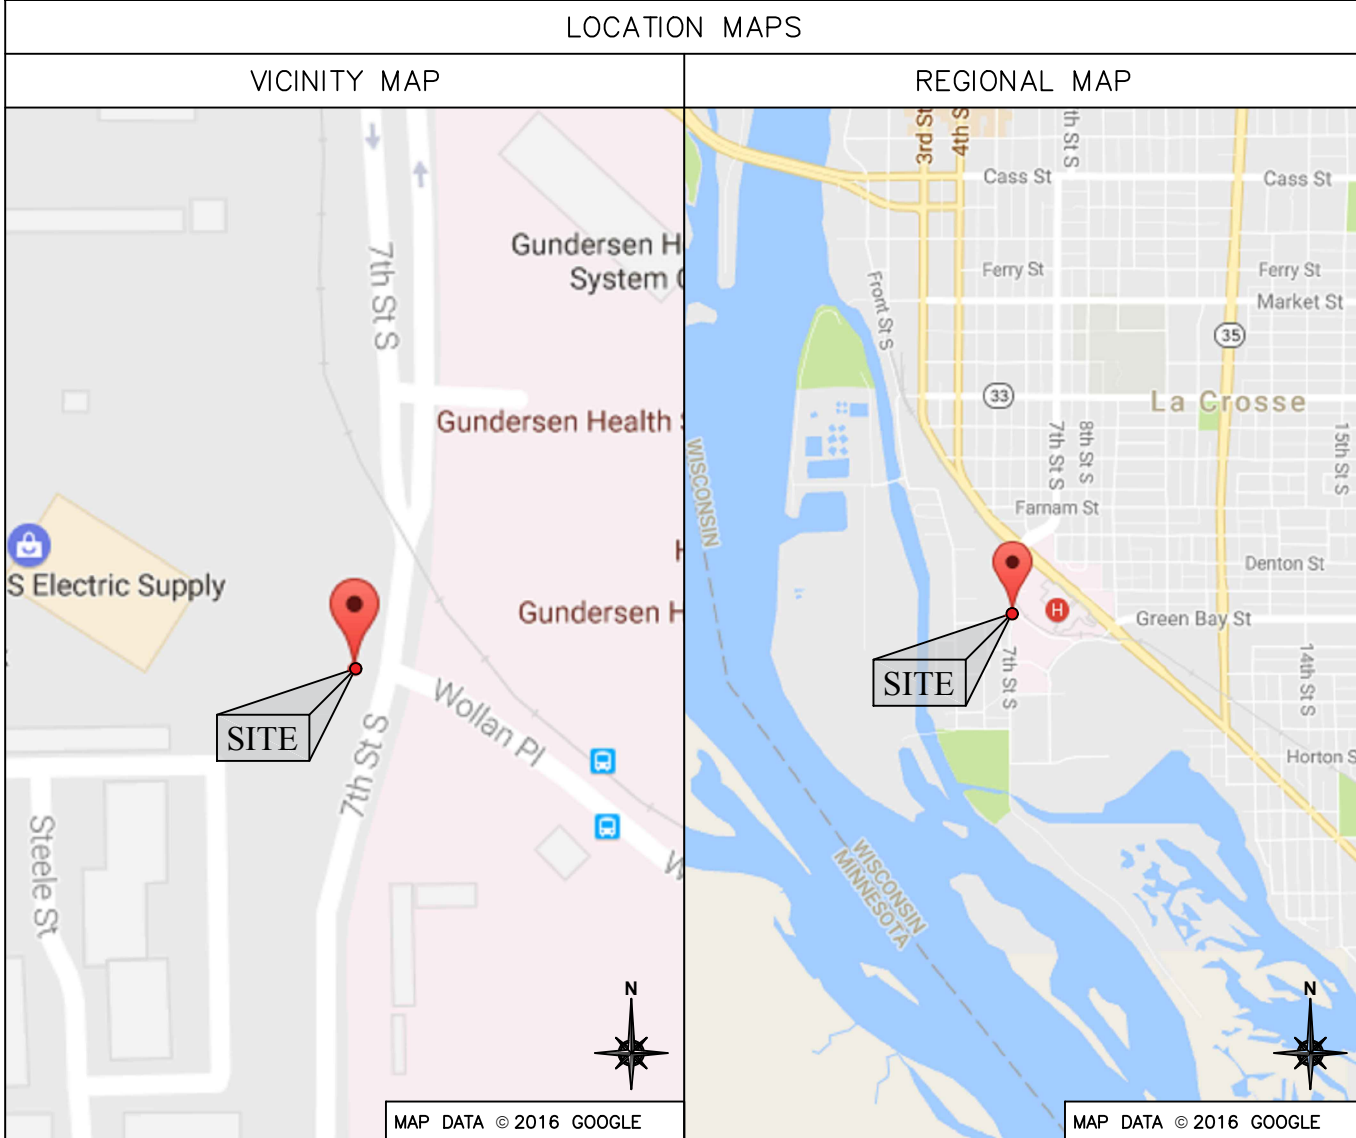 LOCATION MAPS
VICINITY MAP
REGIONAL MAP
7th St S
Gundersen H
System
Gundersen Health
S Electric Supply
Gundersen H
SITE
Wollan Pl
7th St S
Steele St
W
N
MAP DATA © 2016 GOOGLE
3rd St
4th S
th St S
Cass St
Cass St
Ferry St
Ferry St
Front St S
Market St
35
33
La Crosse
WISCONSIN
7th St S
8th St S
15th St S
Farnam St
Denton St
H
Green Bay St
SITE
7th St S
14th St S
Horton S
WISCONSIN
MINNESOTA
N
MAP DATA © 2016 GOOGLE